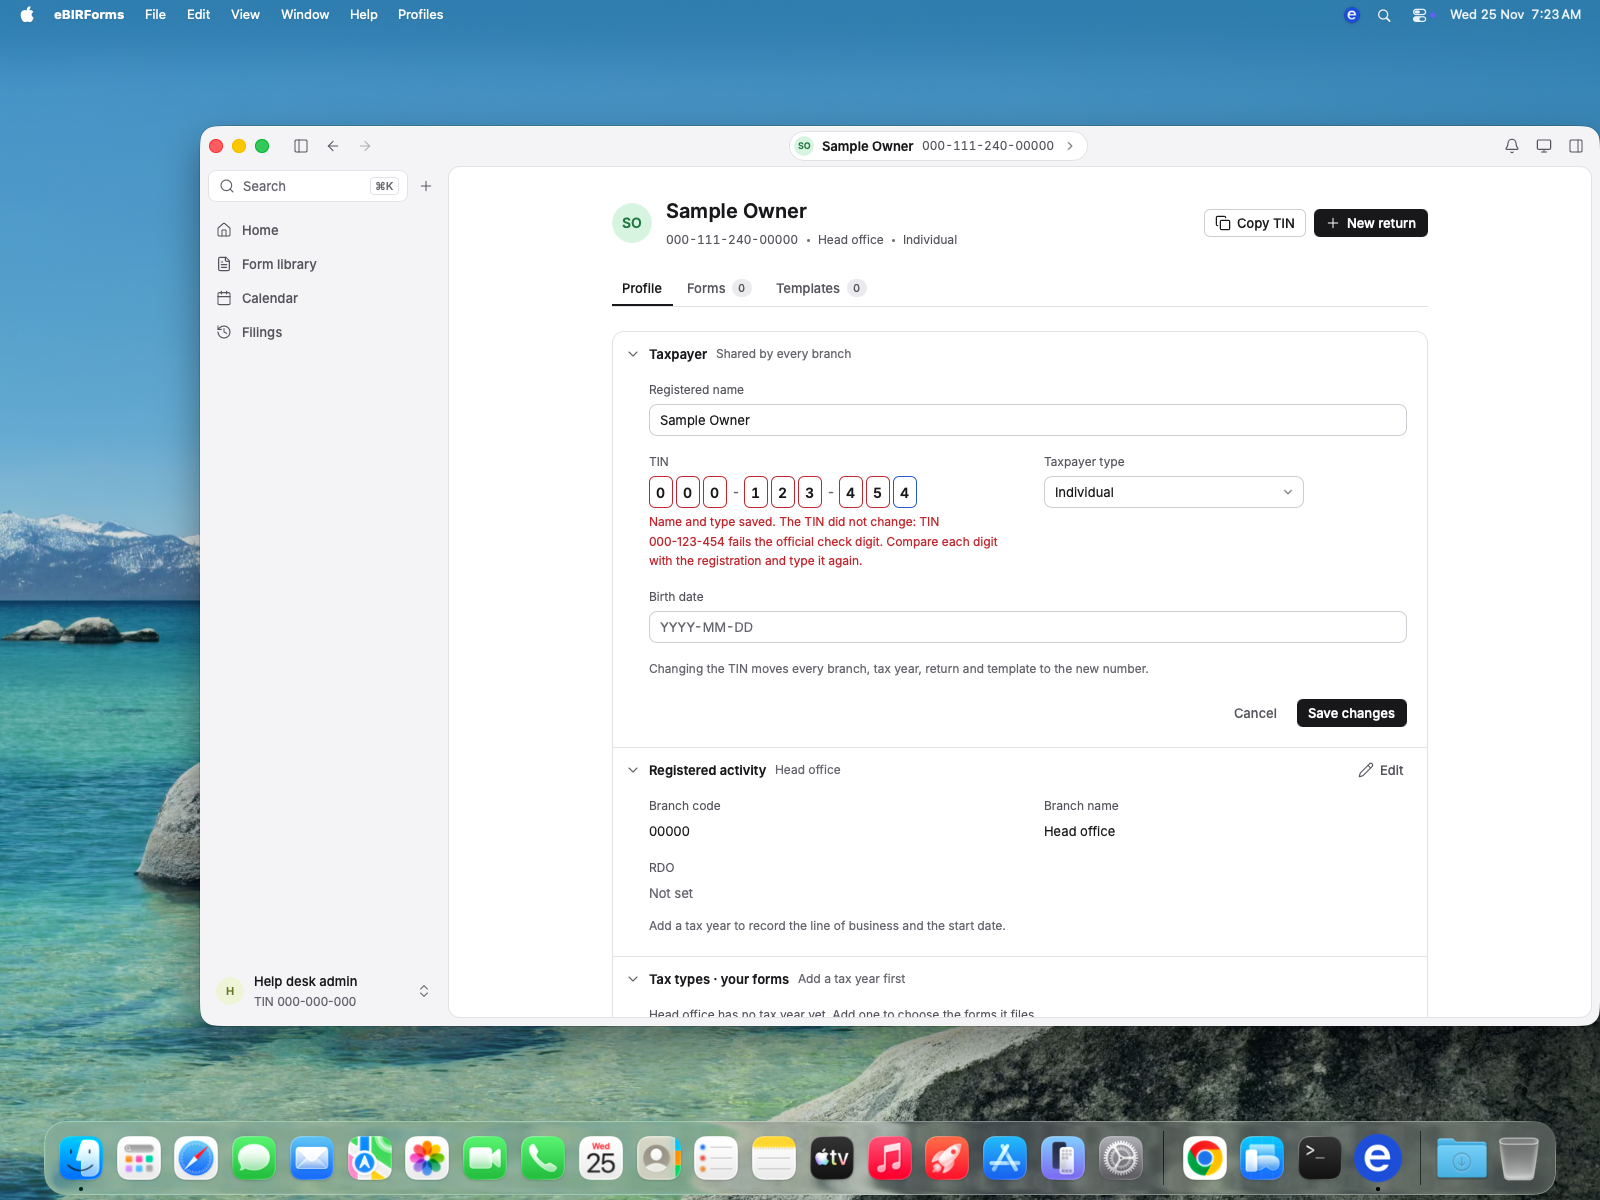 eBIRForms File Edit View Window Help Profiles
e
Wed 25 Nov 7:23 AM
SO Sample Owner 000-111-240-00000
Search ⌘K
Home
Form library
Calendar
Filings
SO
Sample Owner
000-111-240-00000 • Head office • Individual
Copy TIN
New return
Profile
Forms 0
Templates 0
Taxpayer Shared by every branch
Registered name
Sample Owner
TIN
Taxpayer type
0 0 0 - 1 2 3 - 4 5 4
Individual
Name and type saved. The TIN did not change: TIN
000-123-454 fails the official check digit. Compare each digit
with the registration and type it again.
Birth date
YYYY-MM-DD
Changing the TIN moves every branch, tax year, return and template to the new number.
Cancel
Save changes
Registered activity Head office
Edit
Branch code
Branch name
00000
Head office
RDO
Not set
Add a tax year to record the line of business and the start date.
Tax types · your forms Add a tax year first
Head office has no tax year yet. Add one to choose the forms it files.
H
Help desk admin
TIN 000-000-000
Wed
25
tv
>_
e